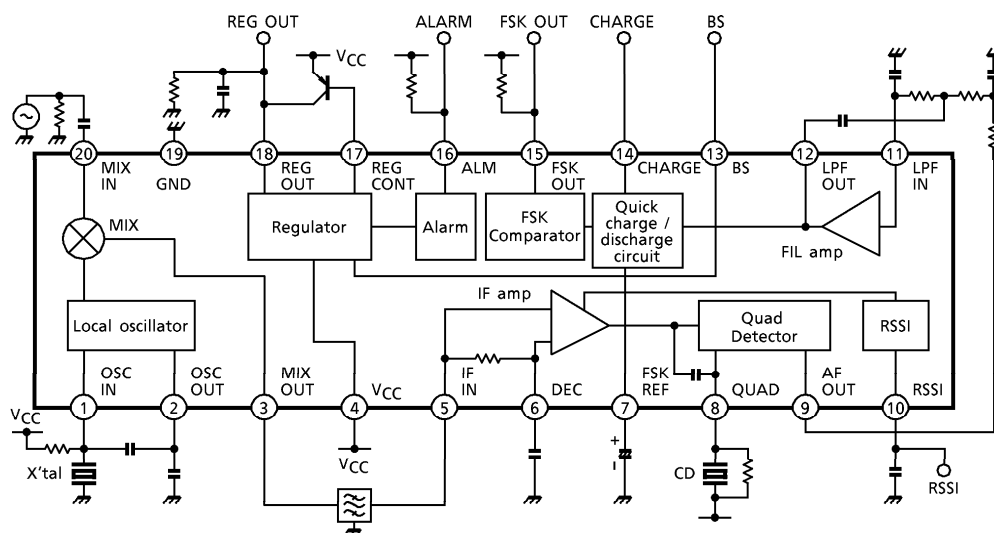 REG OUT
ALARM
FSK OUT
CHARGE
BS
VCC
20
19
18
17
16
15
14
13
12
11
MIX
IN
GND
REG
OUT
REG
CONT
ALM
FSK
OUT
CHARGE
BS
LPF
OUT
LPF
IN
MIX
Regulator
Alarm
FSK
Comparator
Quick
charge /
discharge
circuit
FIL amp
IF amp
Local oscillator
Quad
Detector
RSSI
OSC
IN
OSC
OUT
MIX
OUT
VCC
IF
IN
DEC
FSK
REF
QUAD
AF
OUT
RSSI
1
2
3
4
5
6
7
8
9
10
VCC
X'tal
VCC
+
−
CD
RSSI